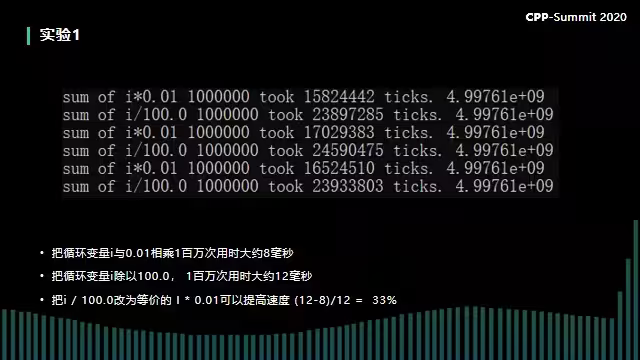 CPP-Summit 2020
实验1
sum of i*0.01 1000000 took 15824442 ticks. 4.99761e+09
sum of i/100.0 1000000 took 23897285 ticks. 4.99761e+09
sum of i*0.01 1000000 took 17029383 ticks. 4.99761e+09
sum of i/100.0 1000000 took 24590475 ticks. 4.99761e+09
sum of i*0.01 1000000 took 16524510 ticks. 4.99761e+09
sum of i/100.0 1000000 took 23933803 ticks. 4.99761e+09
• 把循环变量i与0.01相乘1百万次用时大约8毫秒
• 把循环变量i除以100.0， 1百万次用时大约12毫秒
• 把i / 100.0改为等价的 I * 0.01可以提高速度 (12-8)/12 = 33%